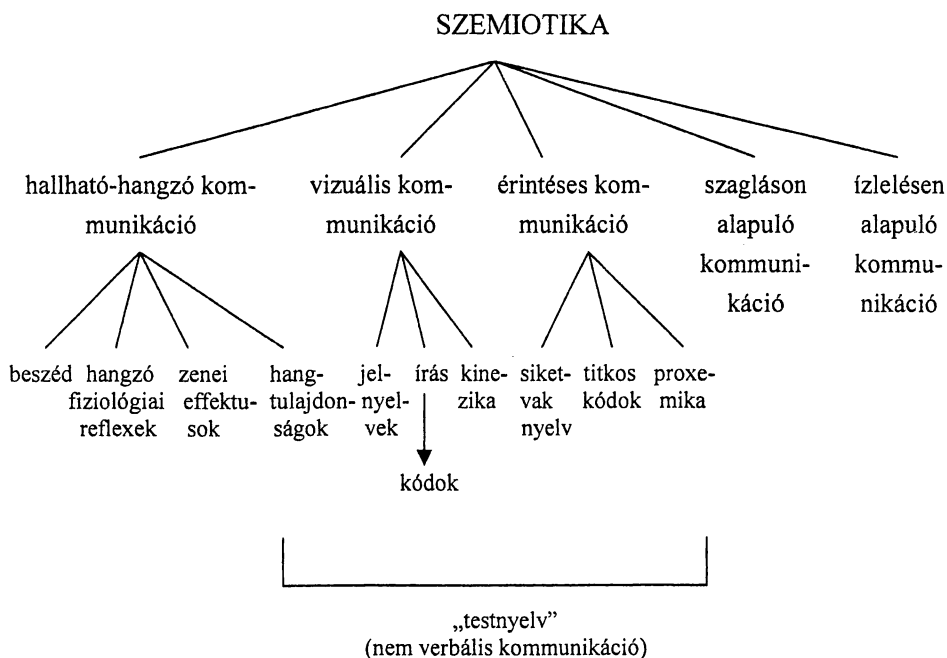 SZEMIOTIKA
hallható-hangzó kom-
munikáció
vizuális kom-
munikáció
érintéses kom-
munikáció
szagláson
alapuló
kommuni-
káció
ízlelésen
alapuló
kommu-
nikáció
beszéd
hangzó
fiziológiai
reflexek
zenei
effektu-
sok
hang-
tulajdon-
ságok
jel-
nyel-
vek
írás
kine-
zika
siket-
vak
nyelv
titkos
kódok
proxe-
mika
kódok
„testnyelv”
(nem verbális kommunikáció)